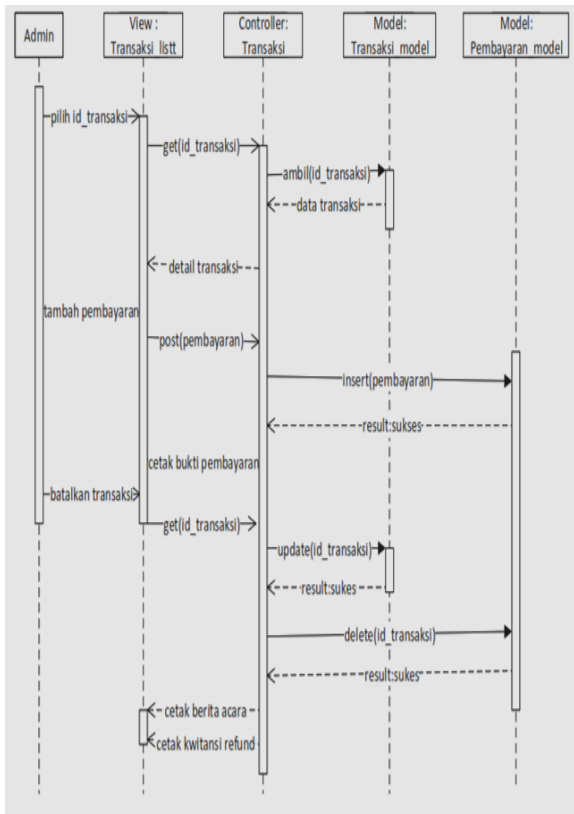 Admin
View :
Transaksi_listt
Controller:
Transaksi
Model:
Transaksi_model
Model:
Pembayaran_model
pilih id_transaksi
get(id_transaksi)
ambil(id_transaksi)
data transaksi
detail transaksi
tambah pembayaran
post(pembayaran)
insert(pembayaran)
result:sukses
cetak bukti pembayaran
batalkan transaksi
get(id_transaksi)
update(id_transaksi)
result:sukes
delete(id_transaksi)
result:sukes
cetak berita acara
cetak kwitansi refund